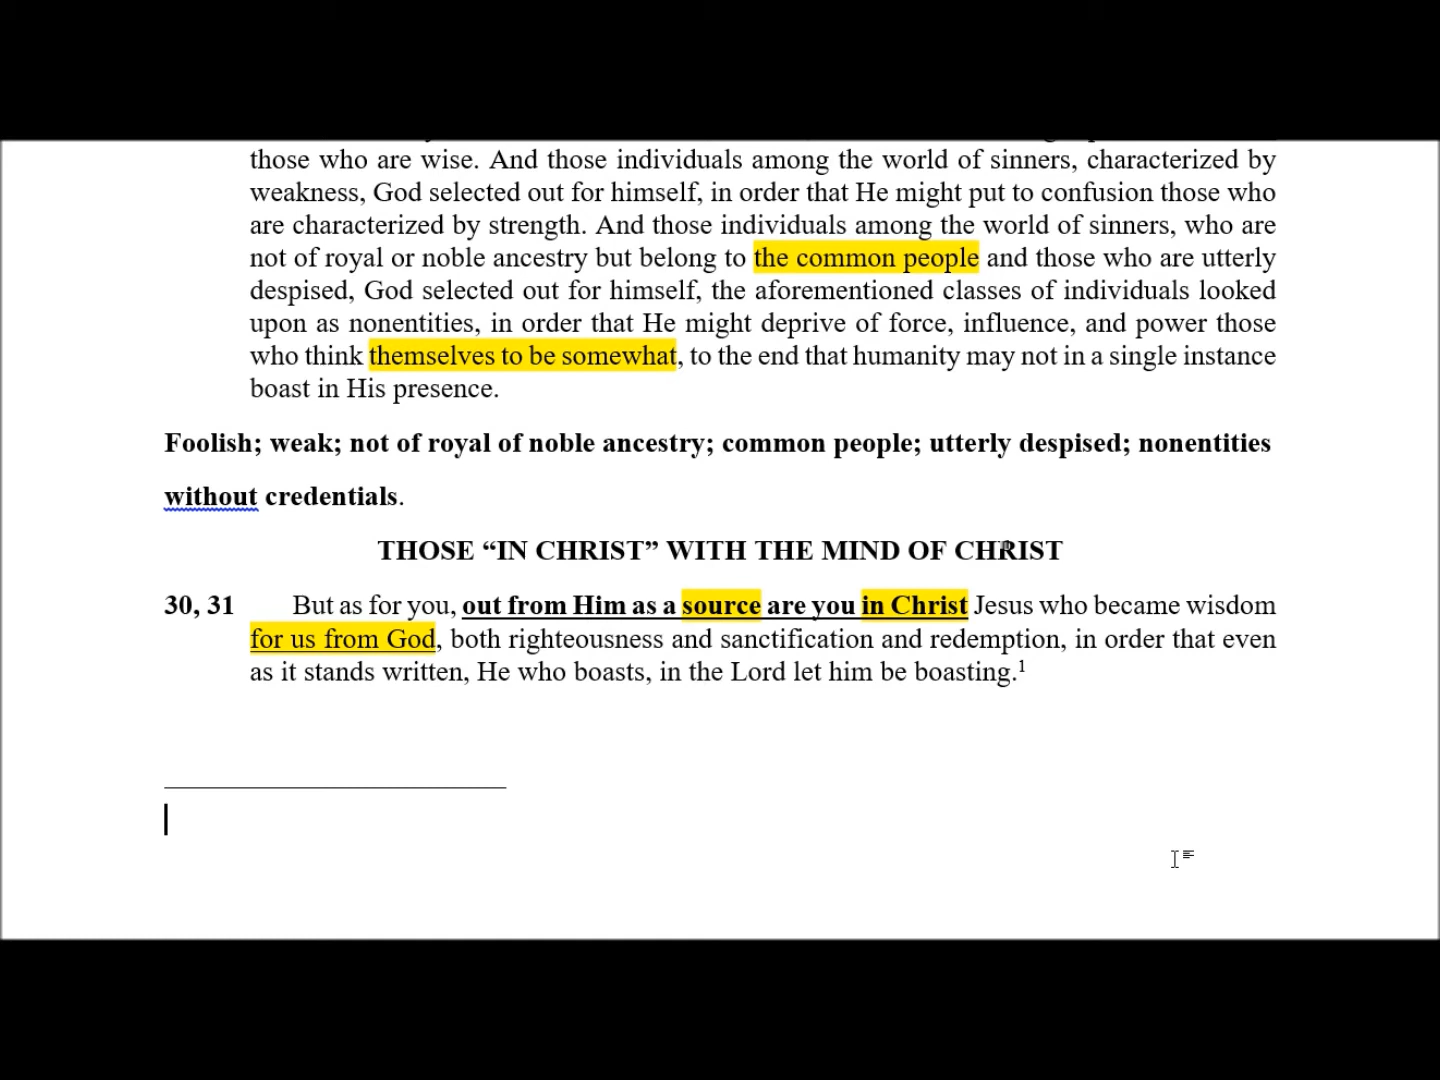 those who are wise. And those individuals among the world of sinners, characterized by
weakness, God selected out for himself, in order that He might put to confusion those who
are characterized by strength. And those individuals among the world of sinners, who are
not of royal or noble ancestry but belong to the common people and those who are utterly
despised, God selected out for himself, the aforementioned classes of individuals looked
upon as nonentities, in order that He might deprive of force, influence, and power those
who think themselves to be somewhat, to the end that humanity may not in a single instance
boast in His presence.
Foolish; weak; not of royal of noble ancestry; common people; utterly despised; nonentities
without credentials.
THOSE “IN CHRIST” WITH THE MIND OF CHRIST
30, 31 But as for you, out from Him as a source are you in Christ Jesus who became wisdom
for us from God, both righteousness and sanctification and redemption, in order that even
as it stands written, He who boasts, in the Lord let him be boasting.¹